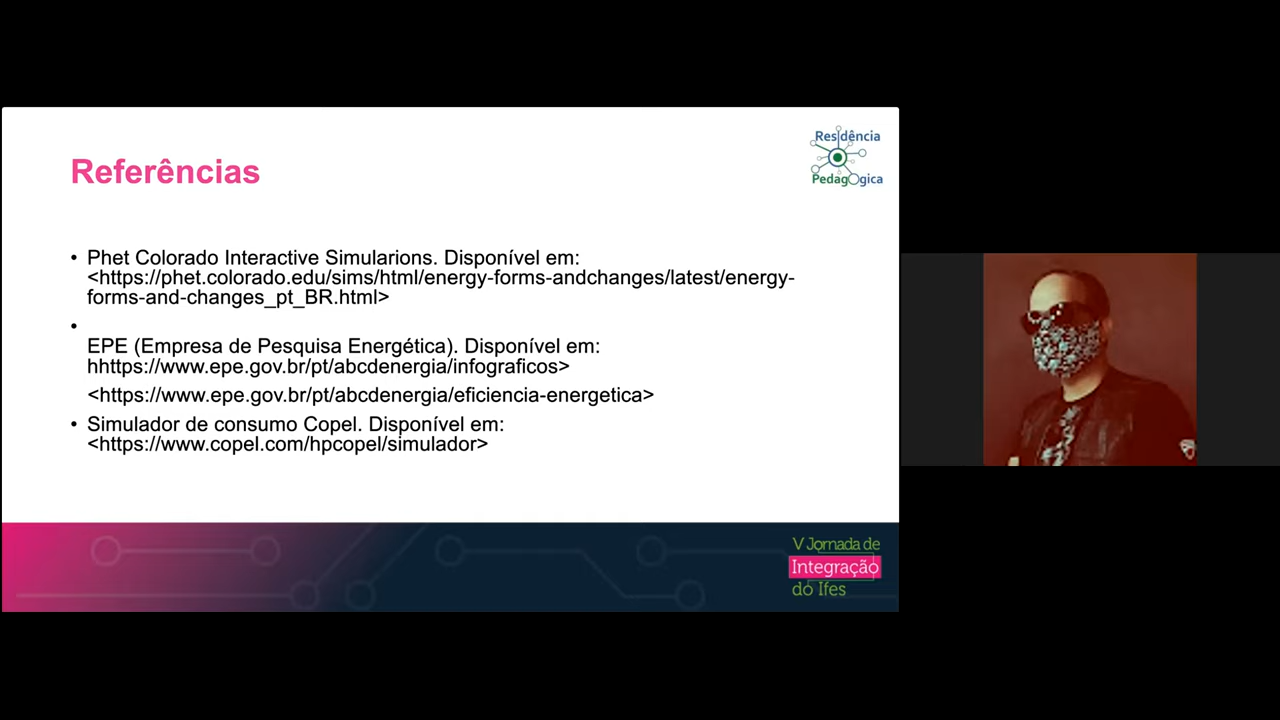 Referências
Residência
PedagOgica
• Phet Colorado Interactive Simularions. Disponível em:
<https://phet.colorado.edu/sims/html/energy-forms-andchanges/latest/energy-
forms-and-changes_pt_BR.html>
•
EPE (Empresa de Pesquisa Energética). Disponível em:
hhttps://www.epe.gov.br/pt/abcdenergia/infograficos>
<https://www.epe.gov.br/pt/abcdenergia/eficiencia-energetica>
• Simulador de consumo Copel. Disponível em:
<https://www.copel.com/hpcopel/simulador>
V Jornada de
Integração
do Ifes